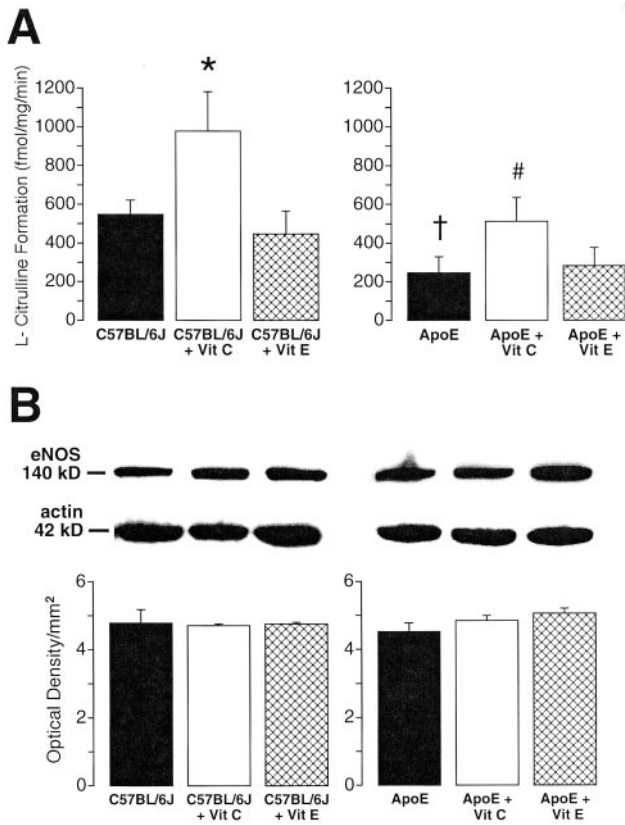 A
L- Citrulline Formation (fmol/mg/min)
1200
1000
800
600
400
200
0
*
C57BL/6J
C57BL/6J
+ Vit C
C57BL/6J
+ Vit E
1200
1000
800
600
400
200
0
†
#
ApoE
ApoE +
Vit C
ApoE +
Vit E
B
eNOS
140 kD
actin
42 kD
Optical Density/mm²
6
4
2
0
C57BL/6J
C57BL/6J
+ Vit C
C57BL/6J
+ Vit E
6
4
2
0
ApoE
ApoE +
Vit C
ApoE +
Vit E